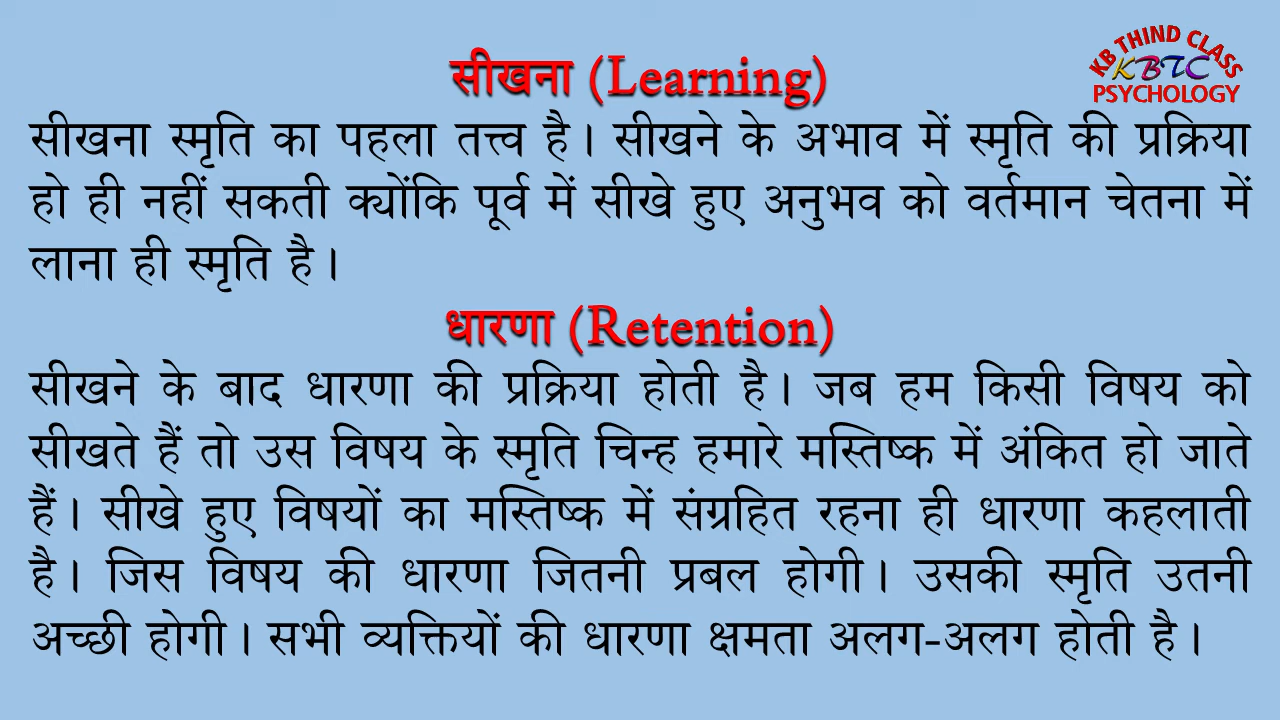 KB THIND CLASS
KBTC
PSYCHOLOGY
सीखना (Learning)
सीखना स्मृति का पहला तत्त्व है। सीखने के अभाव में स्मृति की प्रक्रिया
हो ही नहीं सकती क्योंकि पूर्व में सीखे हुए अनुभव को वर्तमान चेतना में
लाना ही स्मृति है।
धारणा (Retention)
सीखने के बाद धारणा की प्रक्रिया होती है। जब हम किसी विषय को
सीखते हैं तो उस विषय के स्मृति चिन्ह हमारे मस्तिष्क में अंकित हो जाते
हैं। सीखे हुए विषयों का मस्तिष्क में संग्रहित रहना ही धारणा कहलाती
है। जिस विषय की धारणा जितनी प्रबल होगी। उसकी स्मृति उतनी
अच्छी होगी। सभी व्यक्तियों की धारणा क्षमता अलग-अलग होती है।